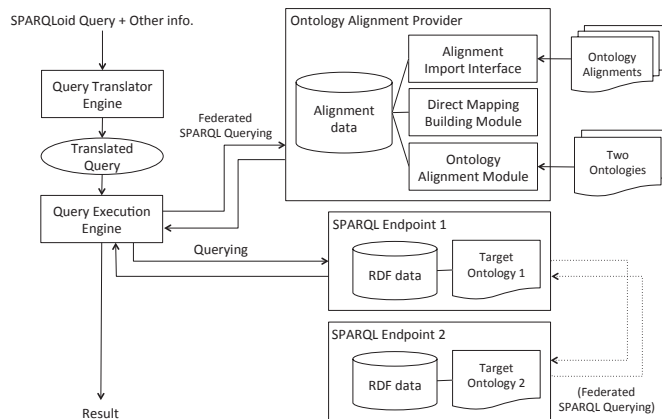 SPARQLoid Query + Other info.
Query Translator
Engine
Translated
Query
Query Execution
Engine
Result
Federated
SPARQL Querying
Querying
Ontology Alignment Provider
Alignment
data
Alignment
Import Interface
Direct Mapping
Building Module
Ontology
Alignment Module
Ontology
Alignments
Two
Ontologies
SPARQL Endpoint 1
RDF data
Target
Ontology 1
SPARQL Endpoint 2
RDF data
Target
Ontology 2
(Federated
SPARQL Querying)